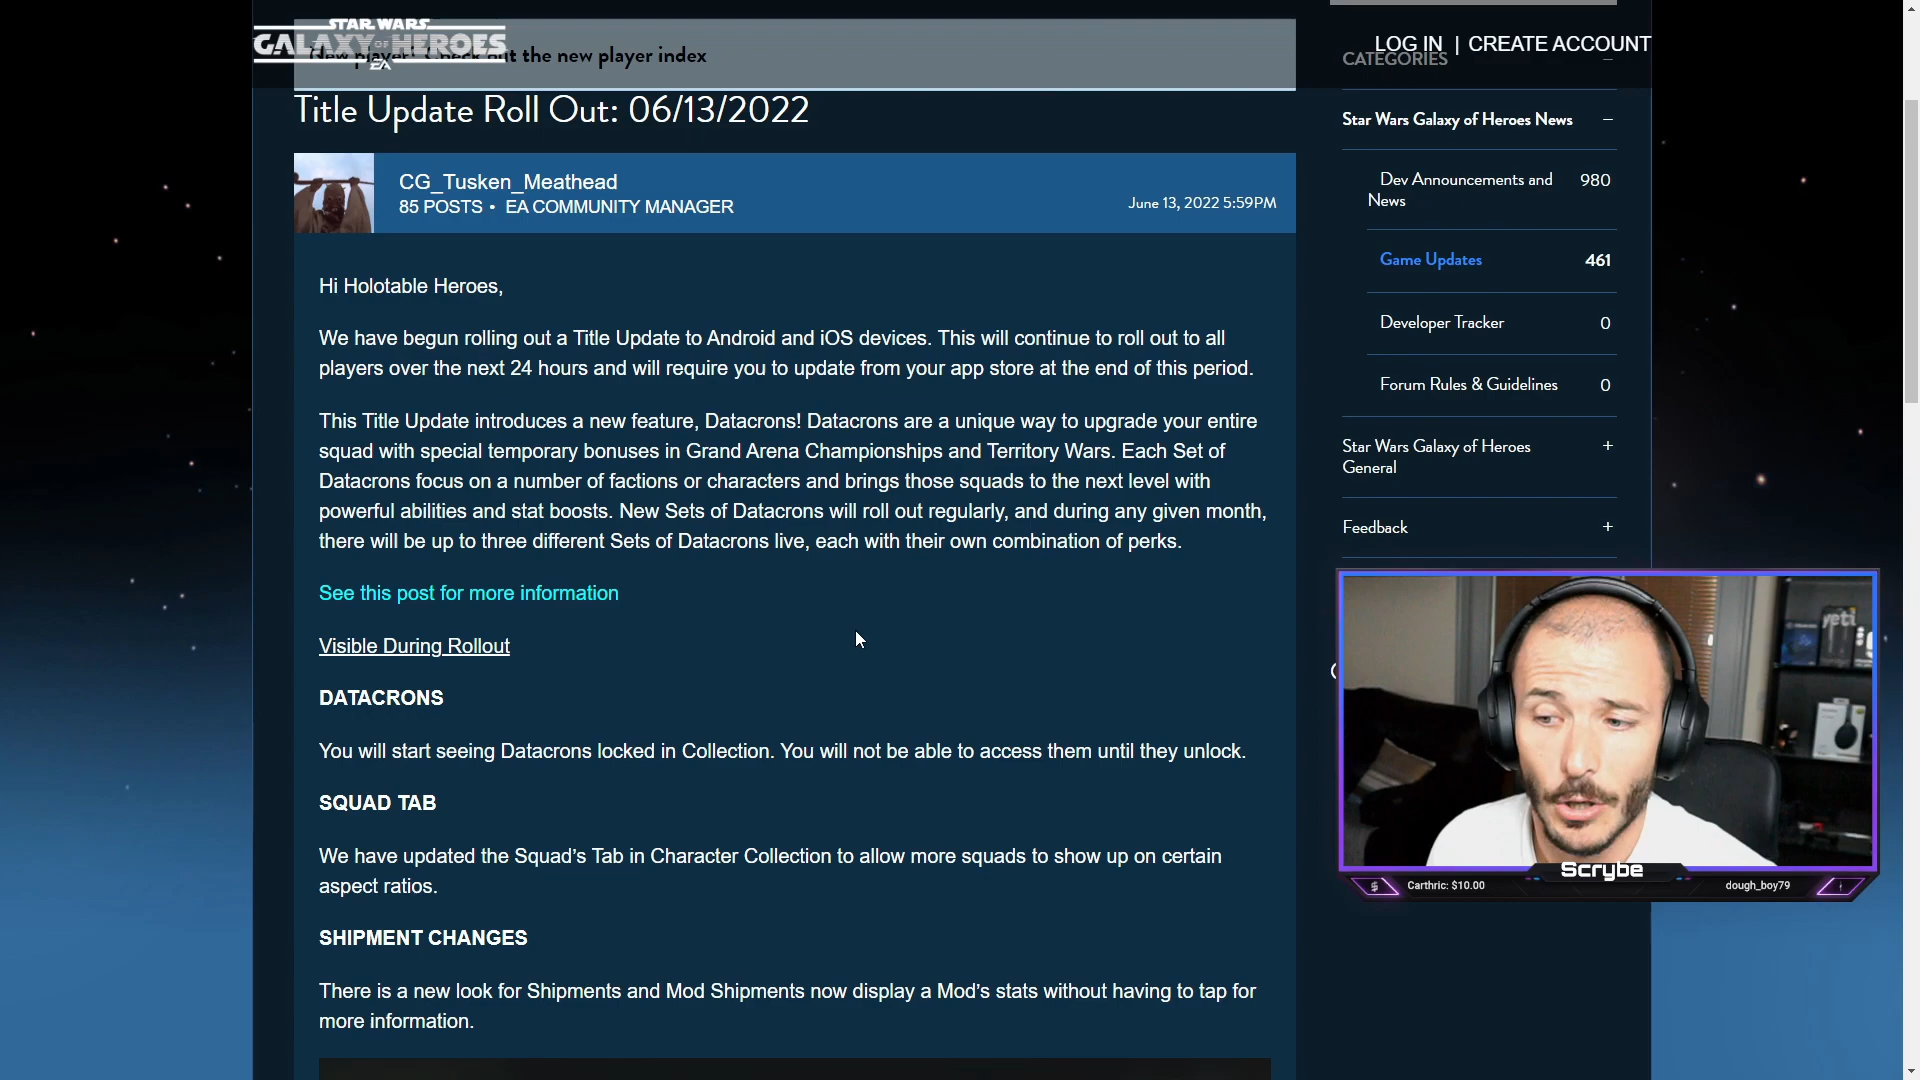 STAR WARS
GALAXY OF HEROES
EA
New player? Check out the new player index
LOG IN | CREATE ACCOUNT
CATEGORIES
Title Update Roll Out: 06/13/2022
CG_Tusken_Meathead
85 POSTS • EA COMMUNITY MANAGER
June 13, 2022 5:59PM
Hi Holotable Heroes,
We have begun rolling out a Title Update to Android and iOS devices. This will continue to roll out to all
players over the next 24 hours and will require you to update from your app store at the end of this period.
This Title Update introduces a new feature, Datacrons! Datacrons are a unique way to upgrade your entire
squad with special temporary bonuses in Grand Arena Championships and Territory Wars. Each Set of
Datacrons focus on a number of factions or characters and brings those squads to the next level with
powerful abilities and stat boosts. New Sets of Datacrons will roll out regularly, and during any given month,
there will be up to three different Sets of Datacrons live, each with their own combination of perks.
See this post for more information
Visible During Rollout
DATACRONS
You will start seeing Datacrons locked in Collection. You will not be able to access them until they unlock.
SQUAD TAB
We have updated the Squad’s Tab in Character Collection to allow more squads to show up on certain
aspect ratios.
SHIPMENT CHANGES
There is a new look for Shipments and Mod Shipments now display a Mod’s stats without having to tap for
more information.
Star Wars Galaxy of Heroes News
Dev Announcements and 980
News
Game Updates 461
Developer Tracker 0
Forum Rules & Guidelines 0
Star Wars Galaxy of Heroes
General
Feedback
yeti
Scrybe
$ Carthric: $10.00
dough_boy79